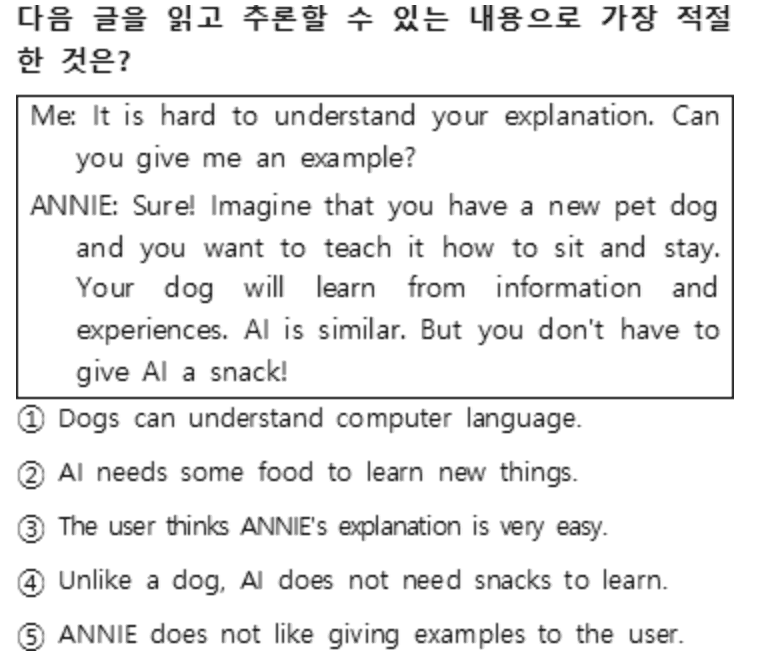 다음 글을 읽고 추론할 수 있는 내용으로 가장 적절
한 것은?
Me: It is hard to understand your explanation. Can
you give me an example?
ANNIE: Sure! Imagine that you have a new pet dog
and you want to teach it how to sit and stay.
Your dog will learn from information and
experiences. AI is similar. But you don't have to
give AI a snack!
① Dogs can understand computer language.
② AI needs some food to learn new things.
③ The user thinks ANNIE's explanation is very easy.
④ Unlike a dog, AI does not need snacks to learn.
⑤ ANNIE does not like giving examples to the user.